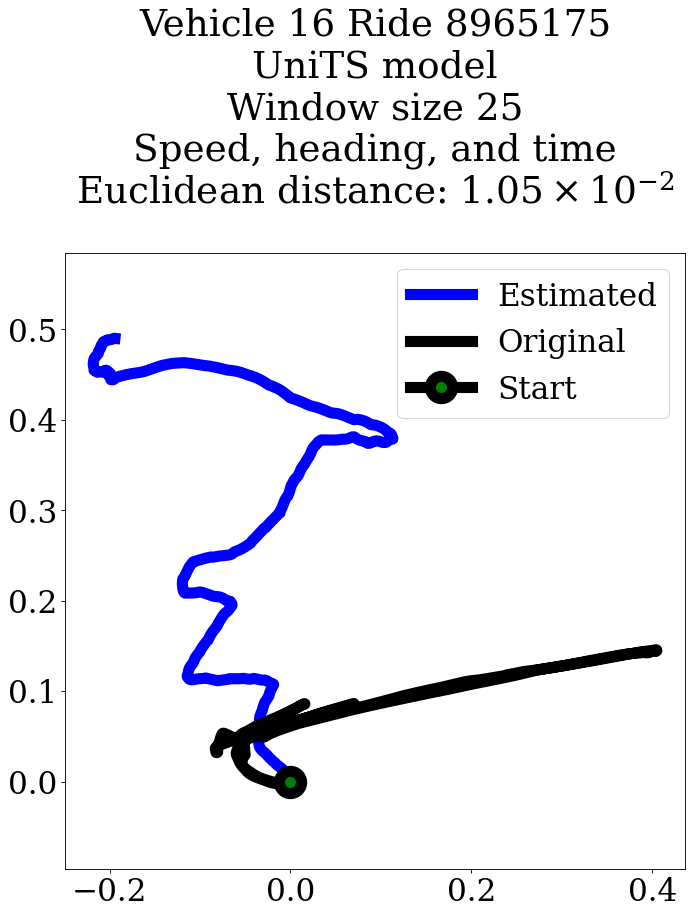 Vehicle 16 Ride 8965175
UniTS model
Window size 25
Speed, heading, and time
Euclidean distance: 1.05 × 10⁻²
Estimated
Original
Start
0.5
0.4
0.3
0.2
0.1
0.0
−0.2 0.0 0.2 0.4